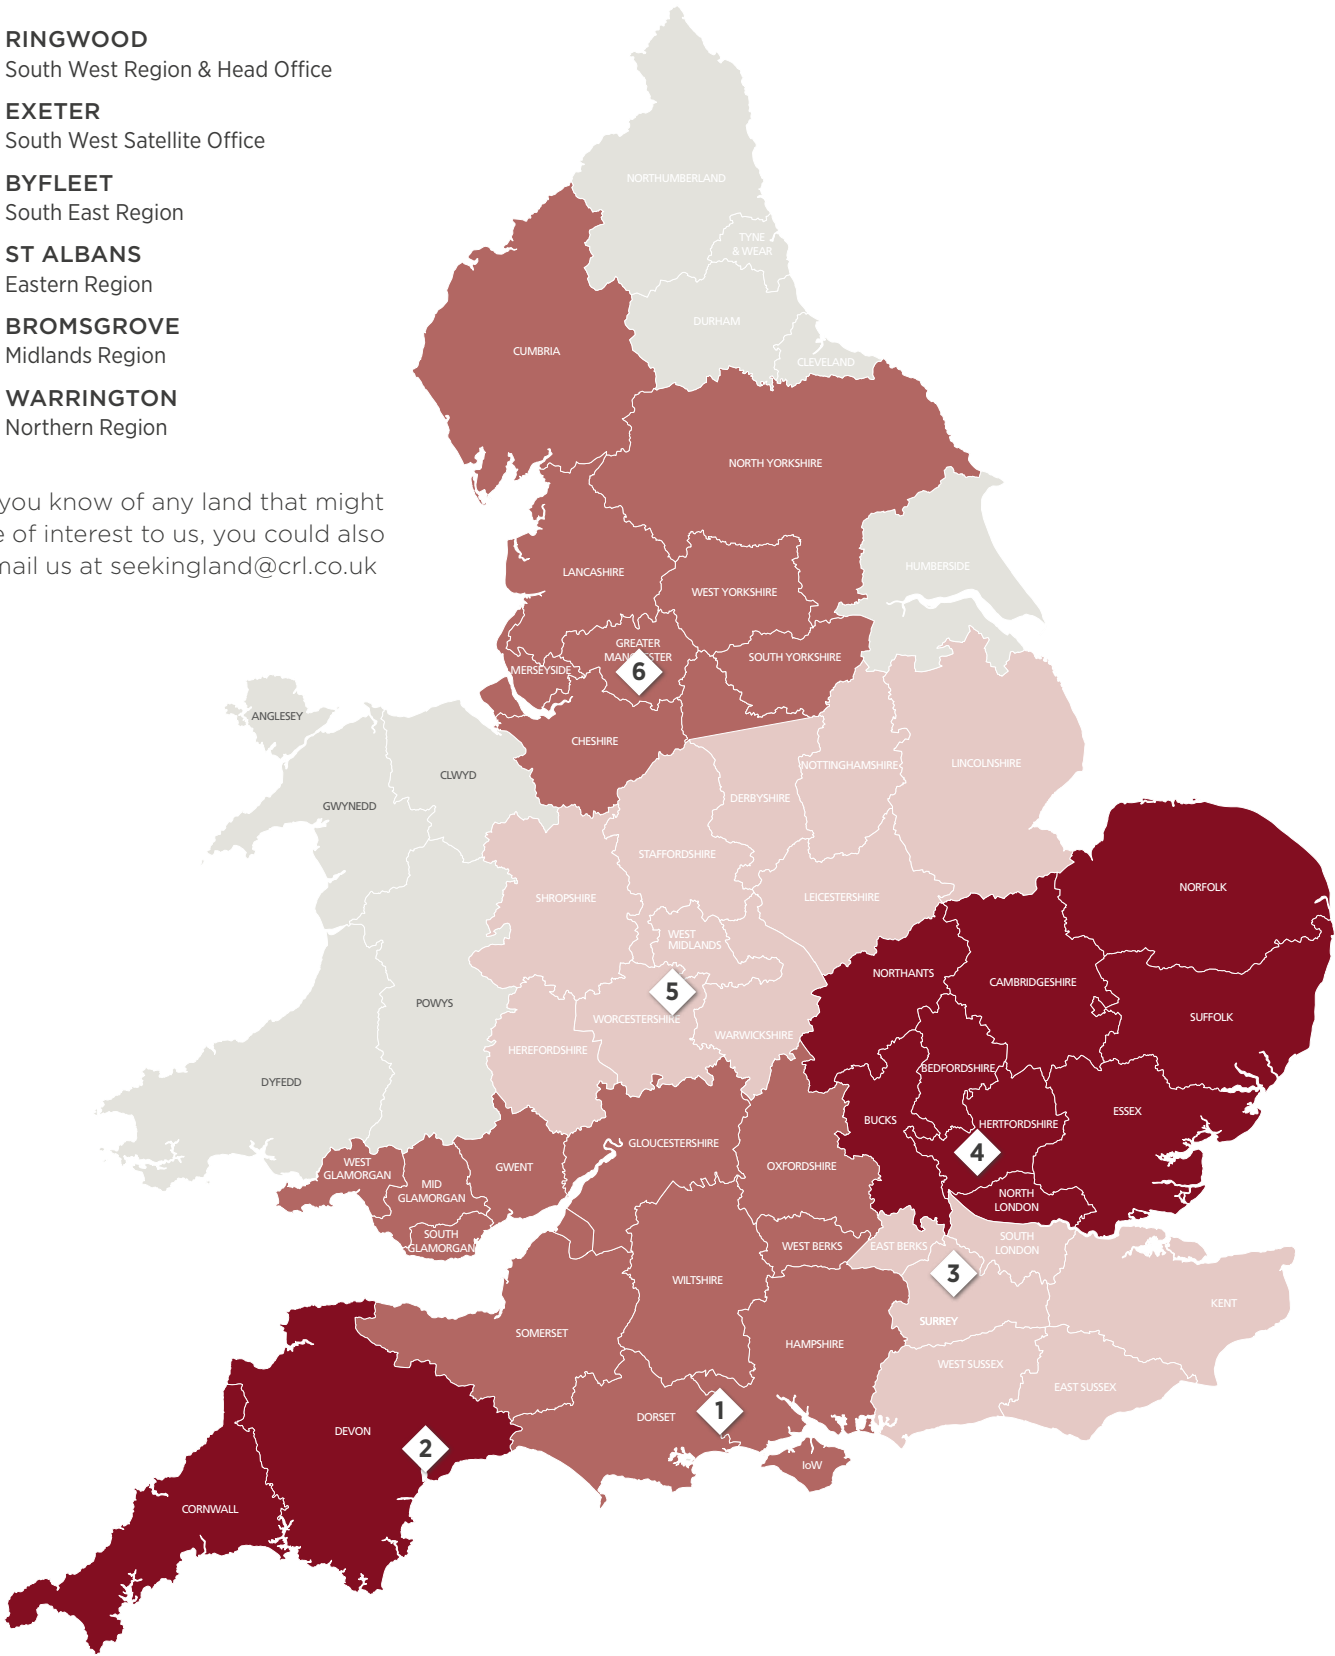 RINGWOOD
South West Region & Head Office
EXETER
South West Satellite Office
BYFLEET
South East Region
ST ALBANS
Eastern Region
BROMSGROVE
Midlands Region
WARRINGTON
Northern Region
you know of any land that might
e of interest to us, you could also
mail us at seekingland@crl.co.uk
NORTHUMBERLAND
TYNE
& WEAR
DURHAM
CLEVELAND
CUMBRIA
NORTH YORKSHIRE
HUMBERSIDE
LANCASHIRE
WEST YORKSHIRE
GREATER
MANCHESTER
6
SOUTH YORKSHIRE
MERSEYSIDE
CHESHIRE
ANGLESEY
CLWYD
GWYNEDD
NOTTINGHAMSHIRE
LINCOLNSHIRE
DERBYSHIRE
STAFFORDSHIRE
SHROPSHIRE
LEICESTERSHIRE
NORFOLK
WEST
MIDLANDS
NORTHANTS
CAMBRIDGESHIRE
5
POWYS
WORCESTERSHIRE
SUFFOLK
WARWICKSHIRE
HEREFORDSHIRE
BEDFORDSHIRE
DYFEDD
ESSEX
BUCKS
HERTFORDSHIRE
4
GLOUCESTERSHIRE
OXFORDSHIRE
GWENT
WEST
GLAMORGAN
MID
GLAMORGAN
NORTH
LONDON
SOUTH
GLAMORGAN
WEST BERKS
EAST BERKS
SOUTH
LONDON
3
WILTSHIRE
KENT
SURREY
SOMERSET
HAMPSHIRE
WEST SUSSEX
EAST SUSSEX
1
DORSET
DEVON
2
IoW
CORNWALL